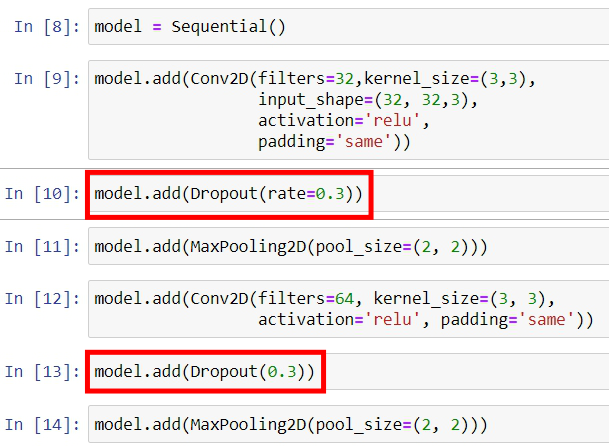 In [8]: model = Sequential()
In [9]: model.add(Conv2D(filters=32,kernel_size=(3,3),
input_shape=(32, 32,3),
activation='relu',
padding='same'))
In [10]: model.add(Dropout(rate=0.3))
In [11]: model.add(MaxPooling2D(pool_size=(2, 2)))
In [12]: model.add(Conv2D(filters=64, kernel_size=(3, 3),
activation='relu', padding='same'))
In [13]: model.add(Dropout(0.3))
In [14]: model.add(MaxPooling2D(pool_size=(2, 2)))